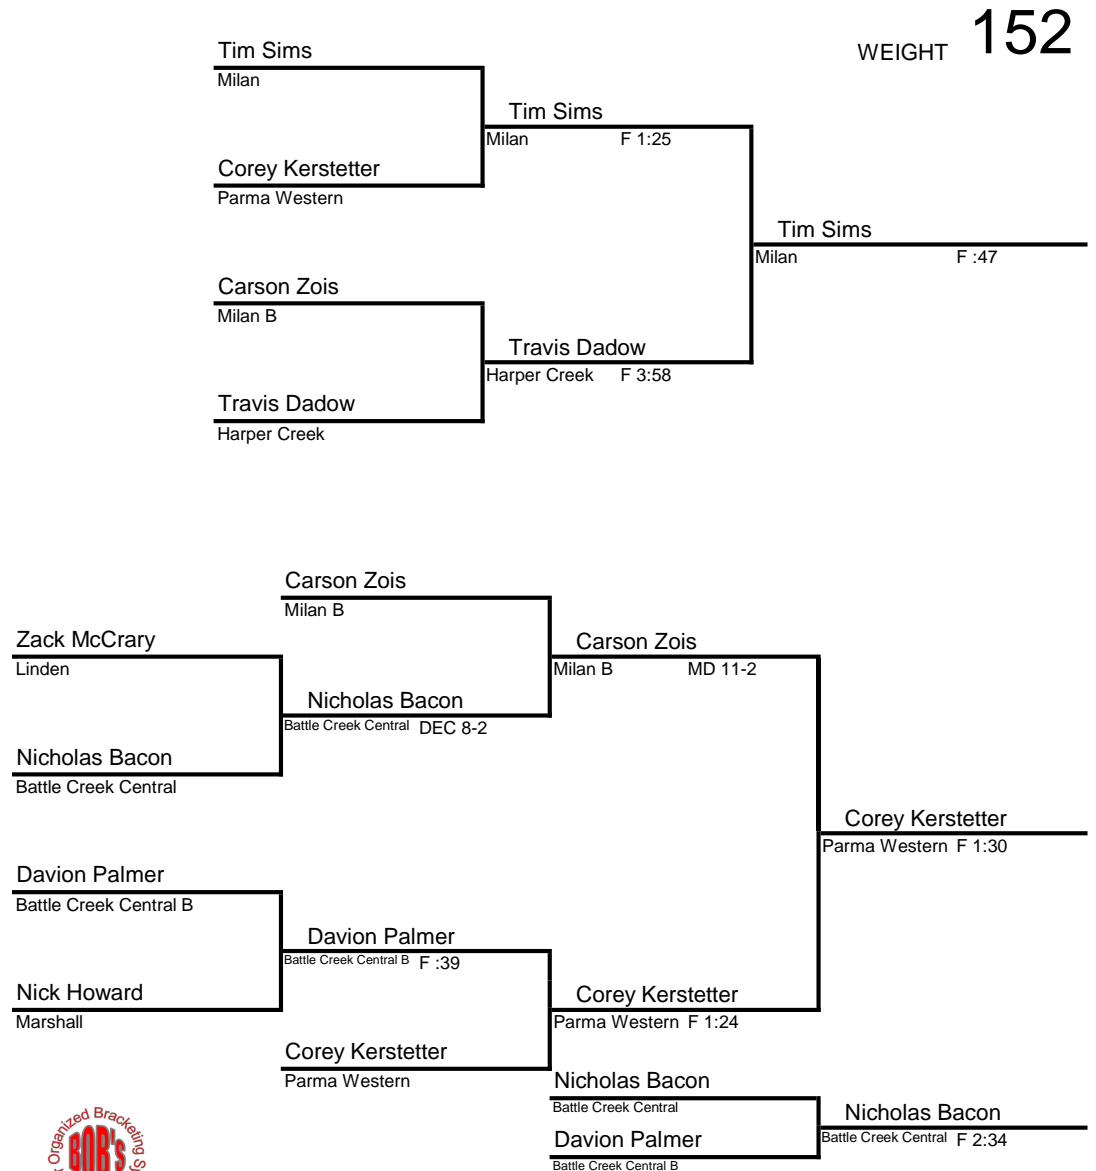 WEIGHT 152
Tim Sims
Milan
Tim Sims
Milan F 1:25
Corey Kerstetter
Parma Western
Tim Sims
Milan F :47
Carson Zois
Milan B
Travis Dadow
Harper Creek F 3:58
Travis Dadow
Harper Creek
Carson Zois
Milan B
Zack McCrary
Linden
Carson Zois
Milan B MD 11-2
Nicholas Bacon
Battle Creek Central DEC 8-2
Nicholas Bacon
Battle Creek Central
Corey Kerstetter
Parma Western F 1:30
Davion Palmer
Battle Creek Central B
Davion Palmer
Battle Creek Central B F :39
Nick Howard
Marshall
Corey Kerstetter
Parma Western F 1:24
Corey Kerstetter
Parma Western
Nicholas Bacon
Battle Creek Central
Nicholas Bacon
Battle Creek Central F 2:34
Davion Palmer
Battle Creek Central B
Organized Bracketing
BOB's